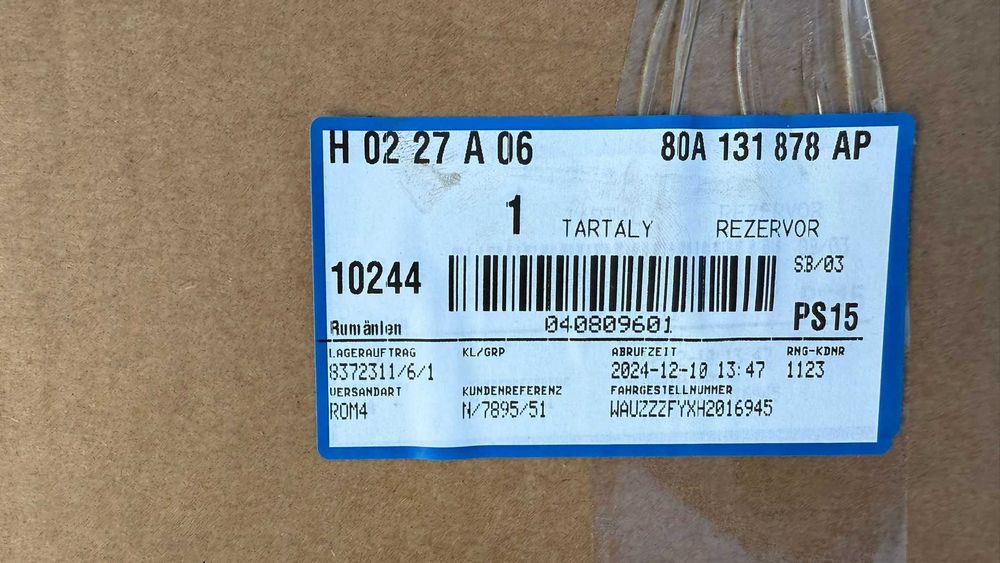 H 02 27 A 06 80A 131 878 AP
1 TARTÁLY REZERVOR
10244 SB/03
Rumänien 040809601 PS15
LAGERAUFTRAG KL/GRP ABRUFZEIT RNG-KDNR
8372311/6/1 2024-12-10 13:47 1123
VERSANDART KUNDENREFERENZ FAHRGESTELLNUMMER
ROM4 N/7895/51 WAUZZZFYXH2016945